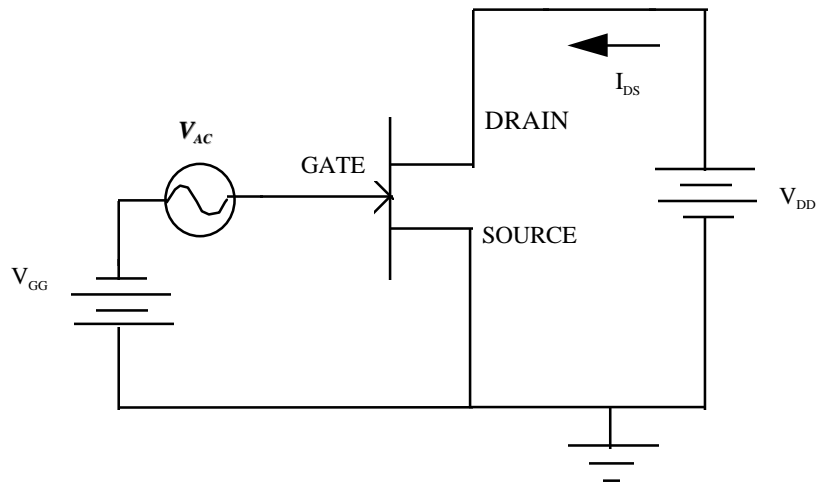 I_DS
V_AC
DRAIN
GATE
V_DD
SOURCE
V_GG